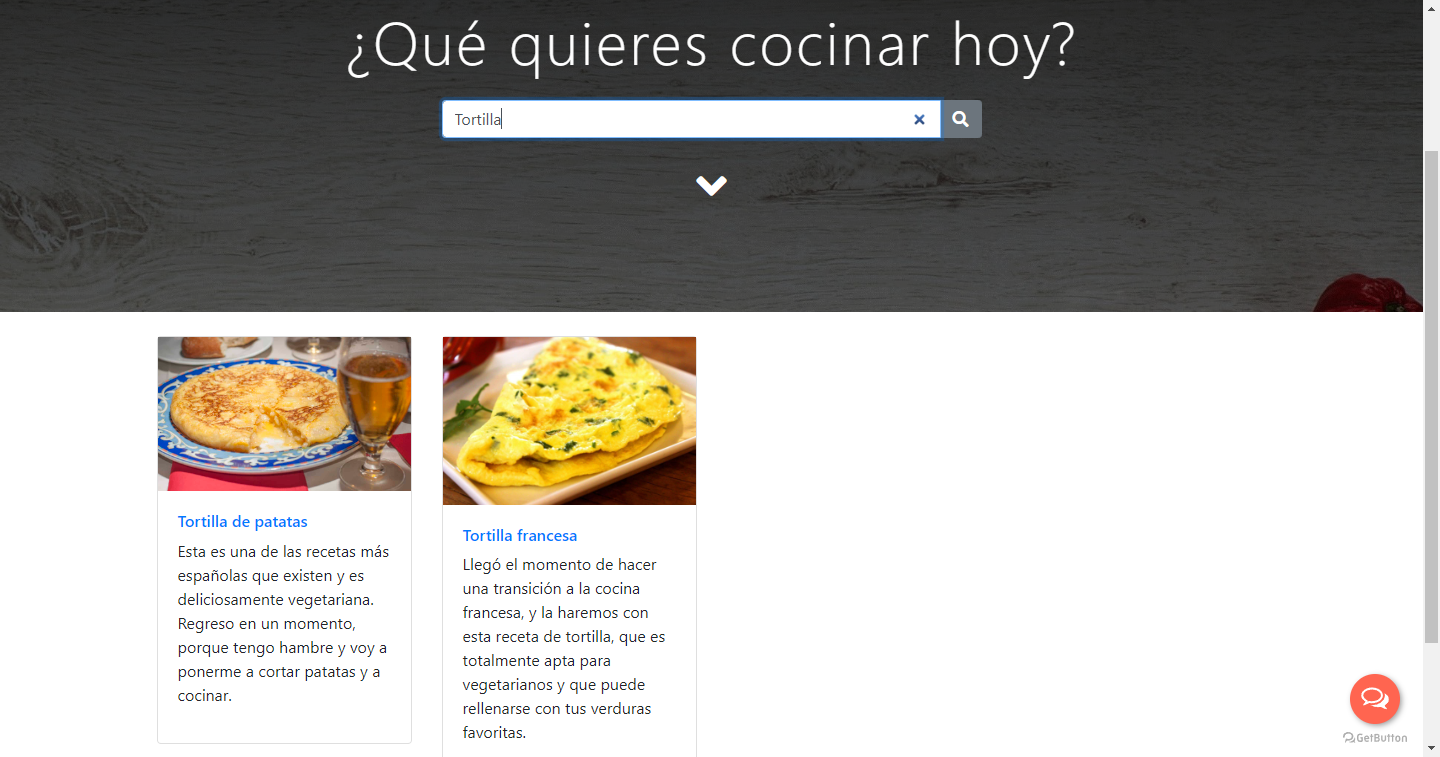 ¿Qué quieres cocinar hoy?
Tortilla
Tortilla de patatas
Esta es una de las recetas más
españolas que existen y es
deliciosamente vegetariana.
Regreso en un momento,
porque tengo hambre y voy a
ponerme a cortar patatas y a
cocinar.
Tortilla francesa
Llegó el momento de hacer
una transición a la cocina
francesa, y la haremos con
esta receta de tortilla, que es
totalmente apta para
vegetarianos y que puede
rellenarse con tus verduras
favoritas.
GetButton